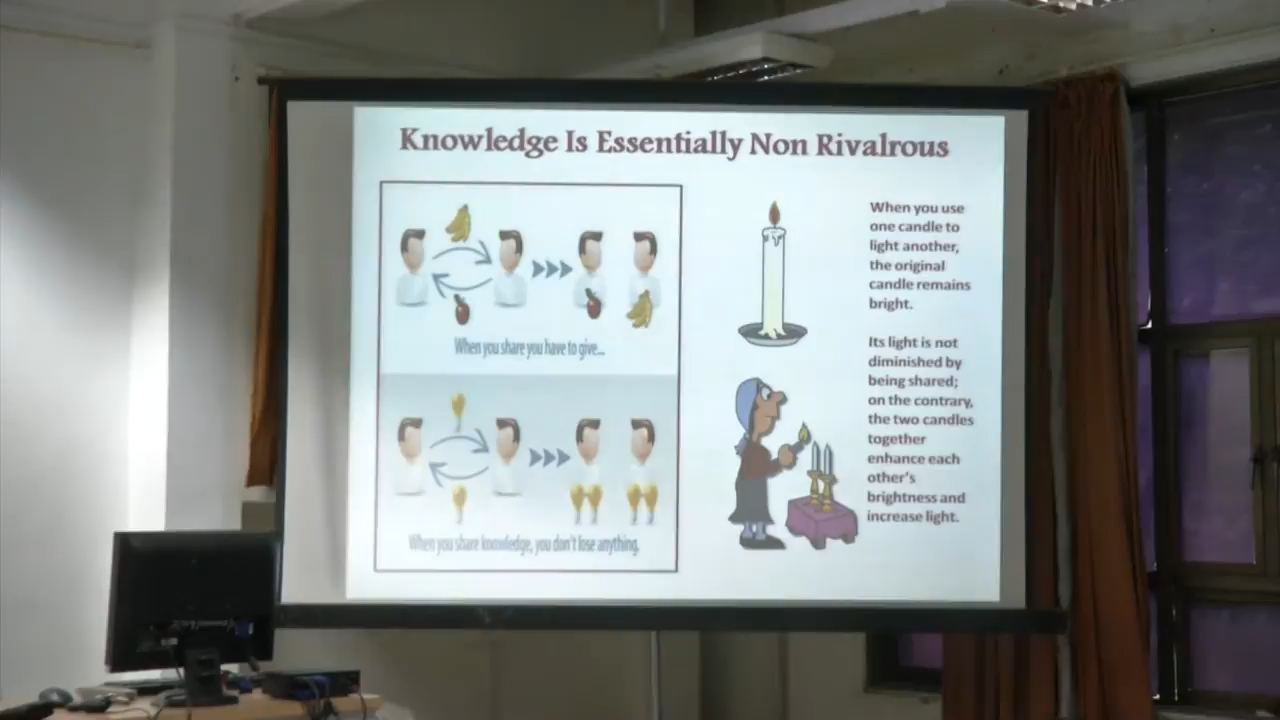 Knowledge Is Essentially Non Rivalrous
When you share you have to give...
When you share knowledge, you don't lose anything.
When you use
one candle to
light another,
the original
candle remains
bright.
Its light is not
diminished by
being shared;
on the contrary,
the two candles
together
enhance each
other's
brightness and
increase light.